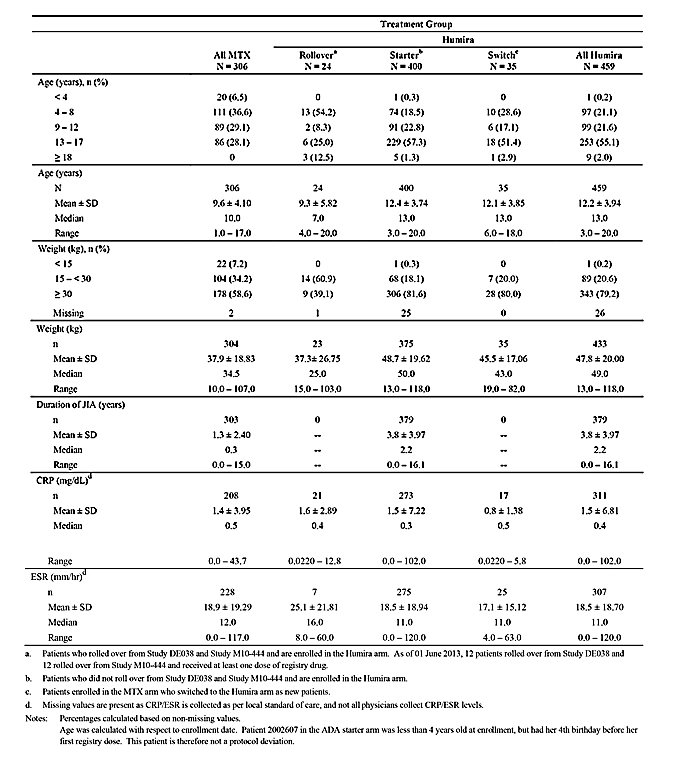 Treatment Group
Humira
All MTX Rolloverᵃ Starterᵇ Switchᶜ All Humira
N = 306 N = 24 N = 400 N = 35 N = 459
Age (years), n (%)
< 4 20 (6.5) 0 1 (0.3) 0 1 (0.2)
4 – 8 111 (36.6) 13 (54.2) 74 (18.5) 10 (28.6) 97 (21.1)
9 – 12 89 (29.1) 2 (8.3) 91 (22.8) 6 (17.1) 99 (21.6)
13 – 17 86 (28.1) 6 (25.0) 229 (57.3) 18 (51.4) 253 (55.1)
≥ 18 0 3 (12.5) 5 (1.3) 1 (2.9) 9 (2.0)
Age (years)
N 306 24 400 35 459
Mean ± SD 9.6 ± 4.10 9.3 ± 5.82 12.4 ± 3.74 12.1 ± 3.85 12.2 ± 3.94
Median 10.0 7.0 13.0 13.0 13.0
Range 1.0 – 17.0 4.0 – 20.0 3.0 – 20.0 6.0 – 18.0 3.0 – 20.0
Weight (kg), n (%)
< 15 22 (7.2) 0 1 (0.3) 0 1 (0.2)
15 – < 30 104 (34.2) 14 (60.9) 68 (18.1) 7 (20.0) 89 (20.6)
≥ 30 178 (58.6) 9 (39.1) 306 (81.6) 28 (80.0) 343 (79.2)
Missing 2 1 25 0 26
Weight (kg)
n 304 23 375 35 433
Mean ± SD 37.9 ± 18.83 37.3± 26.75 48.7 ± 19.62 45.5 ± 17.06 47.8 ± 20.00
Median 34.5 25.0 50.0 43.0 49.0
Range 10.0 – 107.0 15.0 – 103.0 13.0 – 118.0 19.0 – 82.0 13.0 – 118.0
Duration of JIA (years)
n 303 0 379 0 379
Mean ± SD 1.3 ± 2.40 -- 3.8 ± 3.97 -- 3.8 ± 3.97
Median 0.3 -- 2.2 -- 2.2
Range 0.0 – 15.0 -- 0.0 – 16.1 -- 0.0 – 16.1
CRP (mg/dL)ᵈ
n 208 21 273 17 311
Mean ± SD 1.4 ± 3.95 1.6 ± 2.89 1.5 ± 7.22 0.8 ± 1.38 1.5 ± 6.81
Median 0.5 0.4 0.3 0.5 0.4
Range 0.0 – 43.7 0.0220 – 12.8 0.0 – 102.0 0.0220 – 5.8 0.0 – 102.0
ESR (mm/hr)ᵈ
n 228 7 275 25 307
Mean ± SD 18.9 ± 19.29 25.1 ± 21.81 18.5 ± 18.94 17.1 ± 15.12 18.5 ± 18.70
Median 12.0 16.0 11.0 11.0 11.0
Range 0.0 – 117.0 8.0 – 60.0 0.0 – 120.0 4.0 – 63.0 0.0 – 120.0
a. Patients who rolled over from Study DE038 and Study M10-444 and are enrolled in the Humira arm. As of 01 June 2013, 12 patients rolled over from Study DE038 and
12 rolled over from Study M10-444 and received at least one dose of registry drug.
b. Patients who did not roll over from Study DE038 and Study M10-444 and are enrolled in the Humira arm.
c. Patients enrolled in the MTX arm who switched to the Humira arm as new patients.
d. Missing values are present as CRP/ESR is collected as per local standard of care, and not all physicians collect CRP/ESR levels.
Notes: Percentages calculated based on non-missing values.
Age was calculated with respect to enrollment date. Patient 2002607 in the ADA starter arm was less than 4 years old at enrollment, but had her 4th birthday before her
first registry dose. This patient is therefore not a protocol deviation.